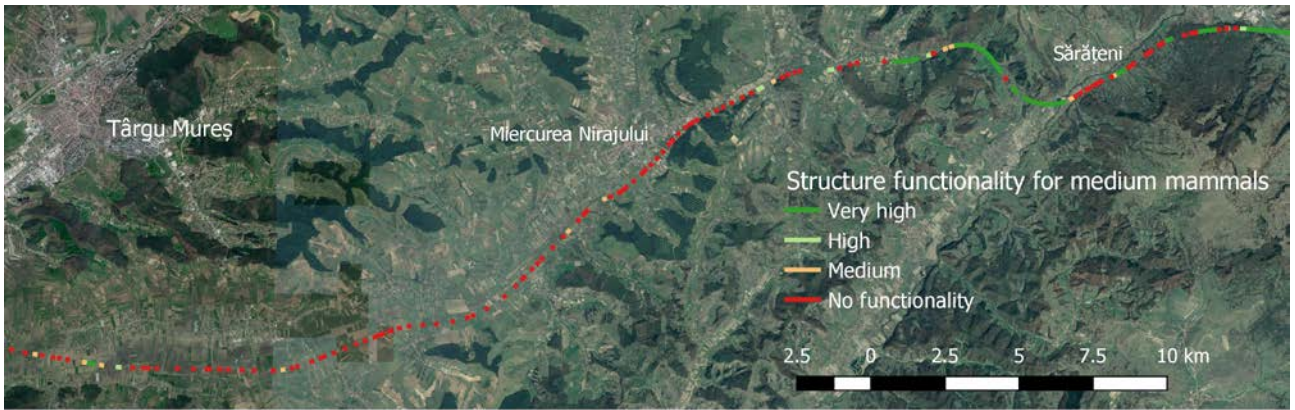 Sărățeni
Târgu Mureș
Miercurea Nirajului
Structure functionality for medium mammals
Very high
High
Medium
No functionality
2.5 0 2.5 5 7.5 10 km